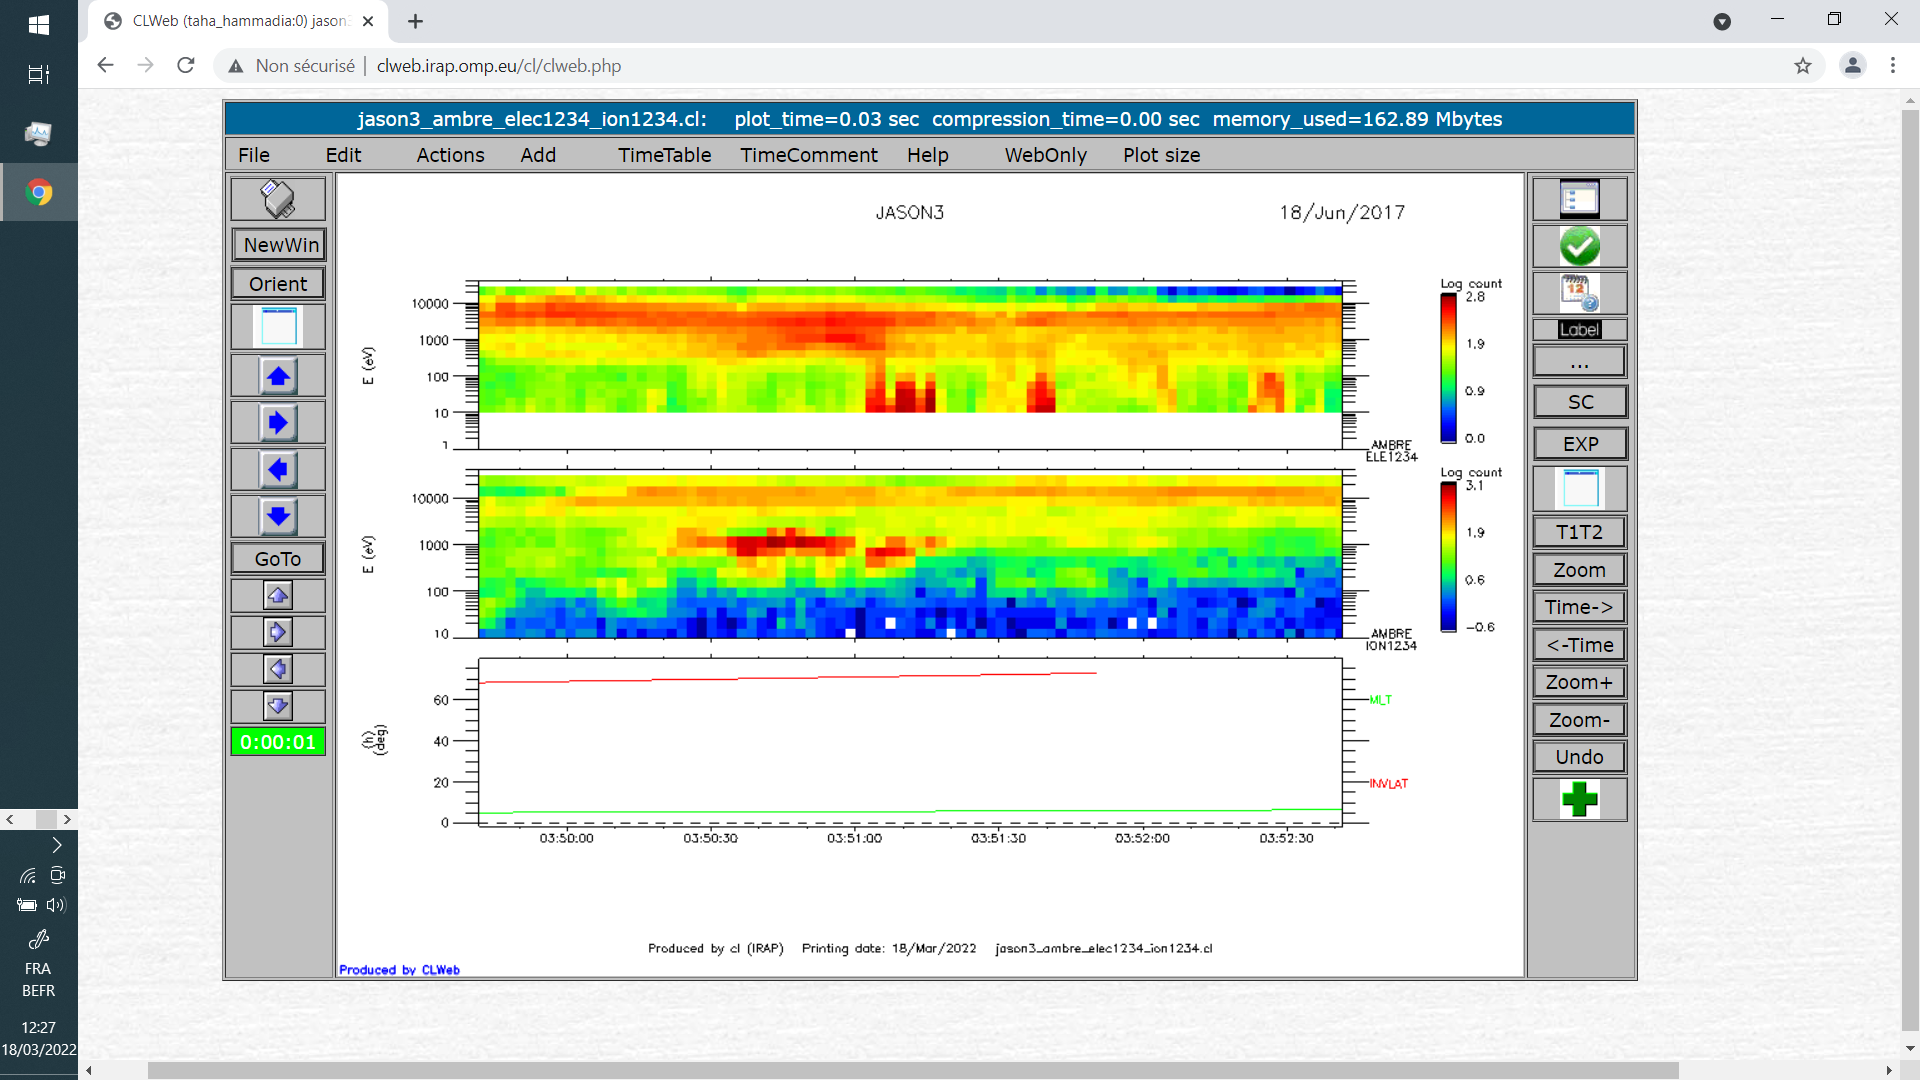 CLWeb (taha_hammadia:0) jason3
Non sécurisé | clweb.irap.omp.eu/cl/clweb.php
jason3_ambre_elec1234_ion1234.cl: plot_time=0.03 sec compression_time=0.00 sec memory_used=162.89 Mbytes
File Edit Actions Add TimeTable TimeComment Help WebOnly Plot size
NewWin
Orient
GoTo
0:00:01
JASON3 18/Jun/2017
10000
1000
100
10
1
E (eV)
AMBRE
ELE1234
Log count
2.8
1.9
0.9
0.0
10000
1000
100
10
E (eV)
AMBRE
ION1234
Log count
3.1
1.9
0.6
-0.6
60
40
20
0
(h)
(deg)
MLT
INVLAT
03:50:00 03:50:30 03:51:00 03:51:30 03:52:00 03:52:30
Produced by cl (IRAP) Printing date: 18/Mar/2022 jason3_ambre_elec1234_ion1234.cl
Produced by CLWeb
12
Label
...
SC
EXP
T1T2
Zoom
Time->
<-Time
Zoom+
Zoom-
Undo
FRA
BEFR
12:27
18/03/2022